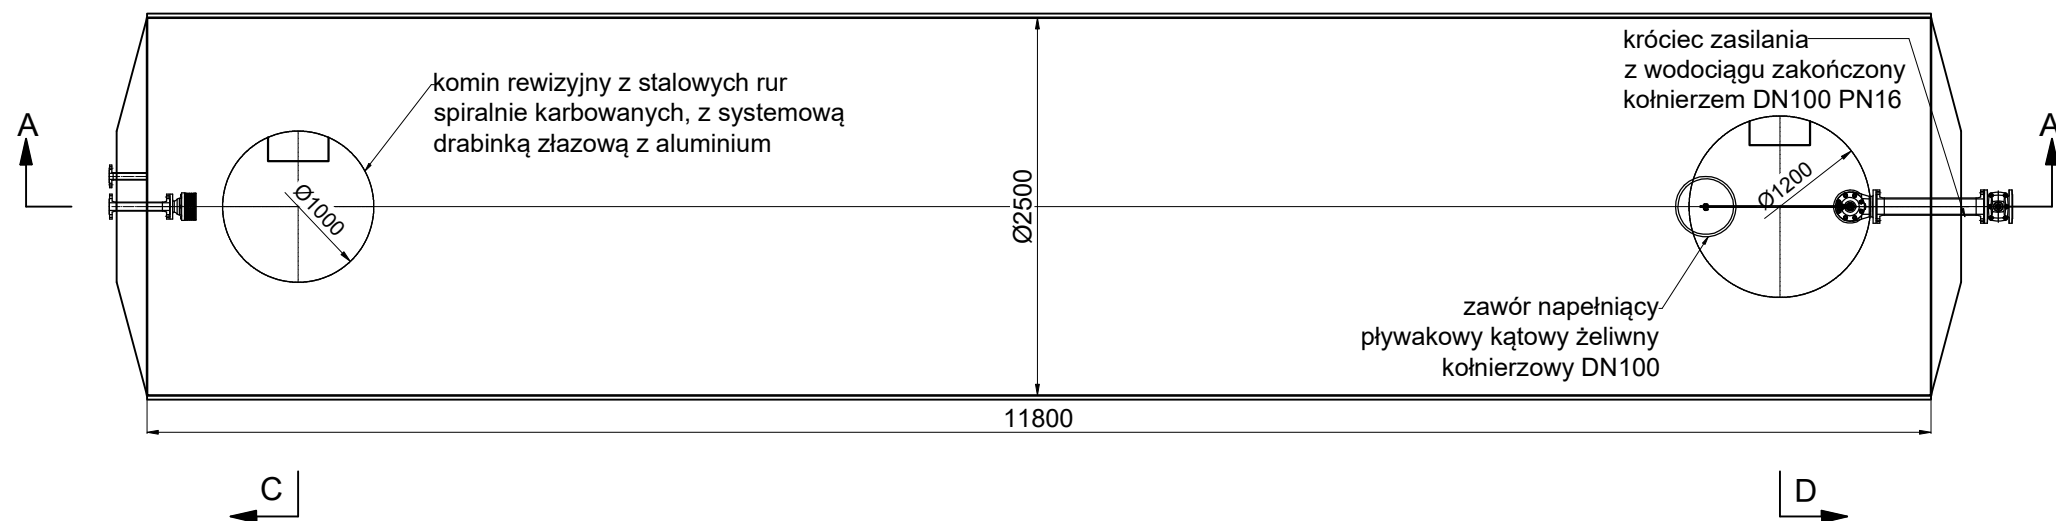 króciec zasilania
z wodociągu zakończony
kołnierzem DN100 PN16
komin rewizyjny z stalowych rur
spiralnie karbowanych, z systemową
drabinką złazową z aluminium
A
A
Ø1000
Ø2500
Ø1200
zawór napełniący
pływakowy kątowy żeliwny
kołnierzowy DN100
11800
C
D